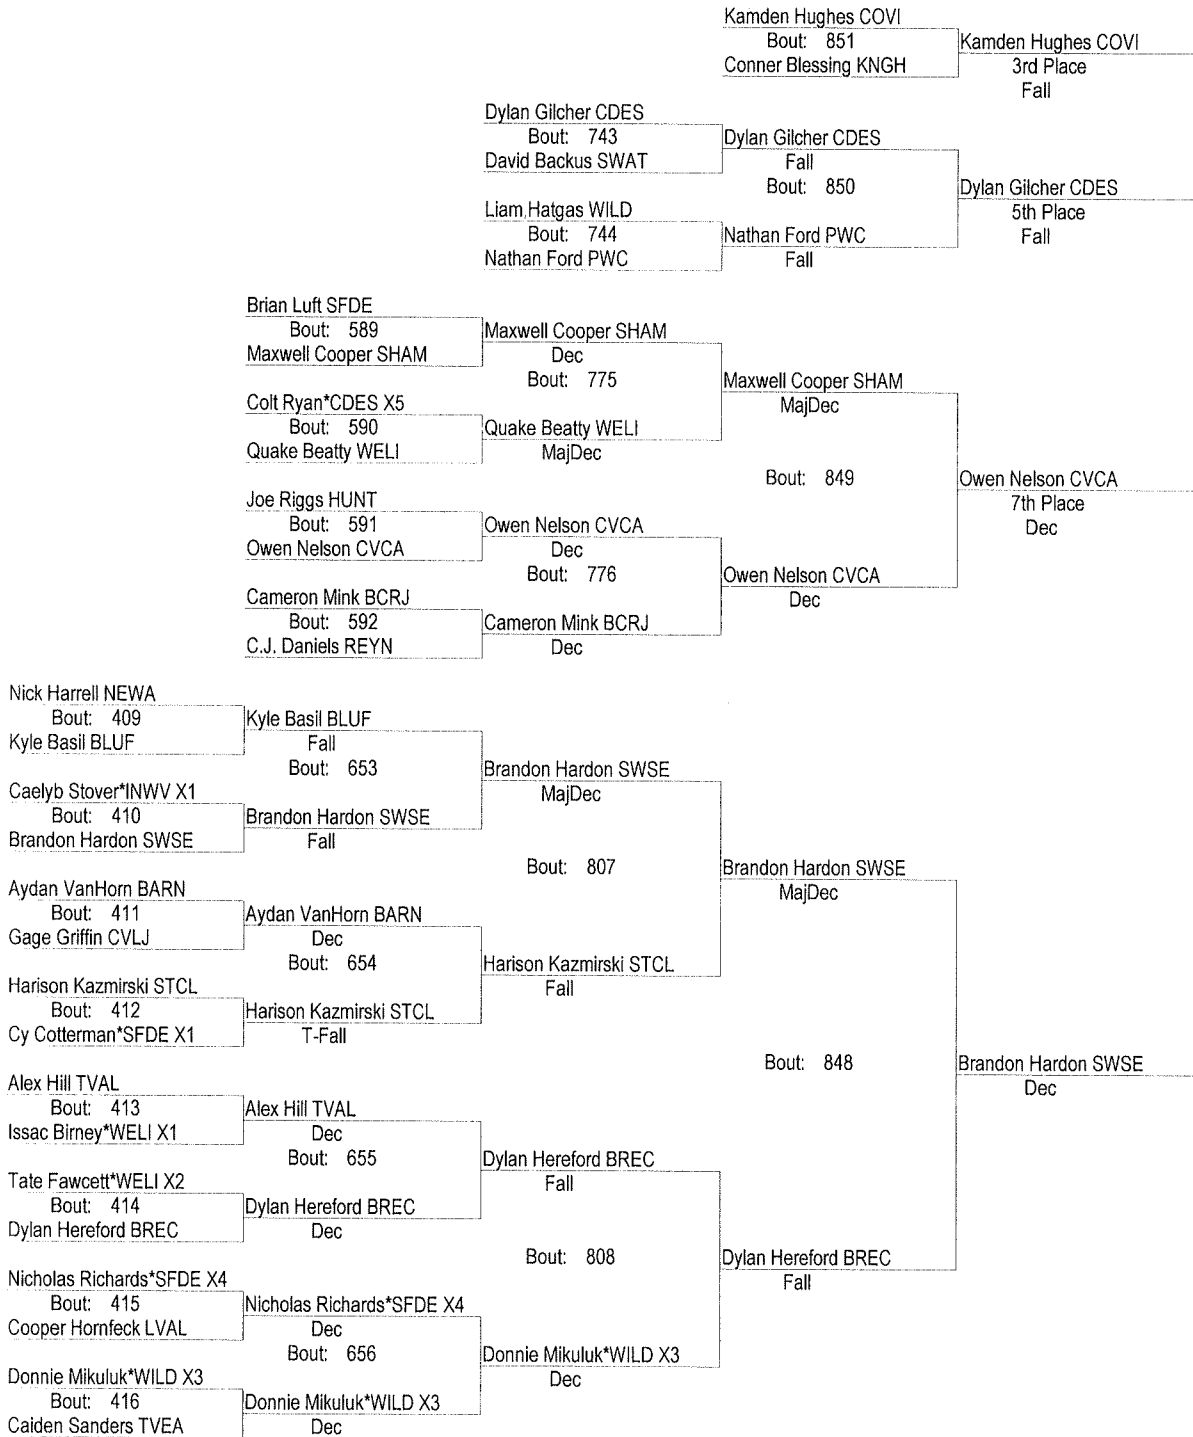 Kamden Hughes COVI
Bout: 851
Conner Blessing KNGH
Kamden Hughes COVI
3rd Place
Fall
Dylan Gilcher CDES
Bout: 743
David Backus SWAT
Dylan Gilcher CDES
Fall
Bout: 850
Liam Hatgas WILD
Bout: 744
Nathan Ford PWC
Nathan Ford PWC
Fall
Dylan Gilcher CDES
5th Place
Fall
Brian Luft SFDE
Bout: 589
Maxwell Cooper SHAM
Maxwell Cooper SHAM
Dec
Bout: 775
Colt Ryan*CDES X5
Bout: 590
Quake Beatty WELI
Quake Beatty WELI
MajDec
Maxwell Cooper SHAM
MajDec
Bout: 849
Joe Riggs HUNT
Bout: 591
Owen Nelson CVCA
Owen Nelson CVCA
Dec
Bout: 776
Cameron Mink BCRJ
Bout: 592
C.J. Daniels REYN
Cameron Mink BCRJ
Dec
Owen Nelson CVCA
Dec
Owen Nelson CVCA
7th Place
Dec
Nick Harrell NEWA
Bout: 409
Kyle Basil BLUF
Kyle Basil BLUF
Fall
Bout: 653
Caelyb Stover*INWV X1
Bout: 410
Brandon Hardon SWSE
Brandon Hardon SWSE
Fall
Brandon Hardon SWSE
MajDec
Bout: 807
Aydan VanHorn BARN
Bout: 411
Gage Griffin CVLJ
Aydan VanHorn BARN
Dec
Bout: 654
Harison Kazmirski STCL
Bout: 412
Cy Cotterman*SFDE X1
Harison Kazmirski STCL
T-Fall
Harison Kazmirski STCL
Fall
Brandon Hardon SWSE
MajDec
Bout: 848
Alex Hill TVAL
Bout: 413
Issac Birney*WELI X1
Alex Hill TVAL
Dec
Bout: 655
Tate Fawcett*WELI X2
Bout: 414
Dylan Hereford BREC
Dylan Hereford BREC
Dec
Dylan Hereford BREC
Fall
Bout: 808
Nicholas Richards*SFDE X4
Bout: 415
Cooper Hornfeck LVAL
Nicholas Richards*SFDE X4
Dec
Bout: 656
Donnie Mikuluk*WILD X3
Bout: 416
Caiden Sanders TVEA
Donnie Mikuluk*WILD X3
Dec
Donnie Mikuluk*WILD X3
Dec
Dylan Hereford BREC
Fall
Brandon Hardon SWSE
Dec